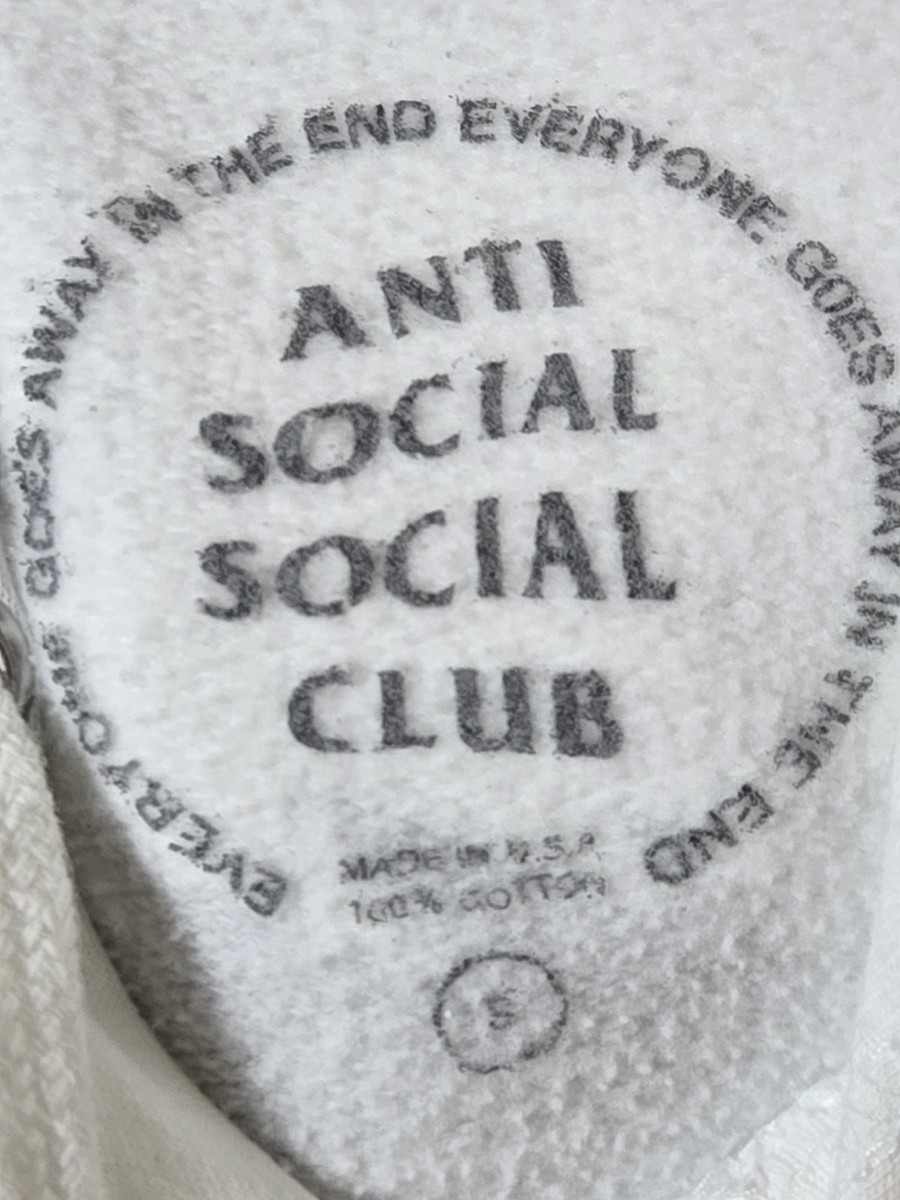 EVERYONE GOES AWAY IN THE END EVERYONE GOES AWAY IN THE END
ANTI
SOCIAL
SOCIAL
CLUB
MADE IN U.S.A
100% COTTON
S